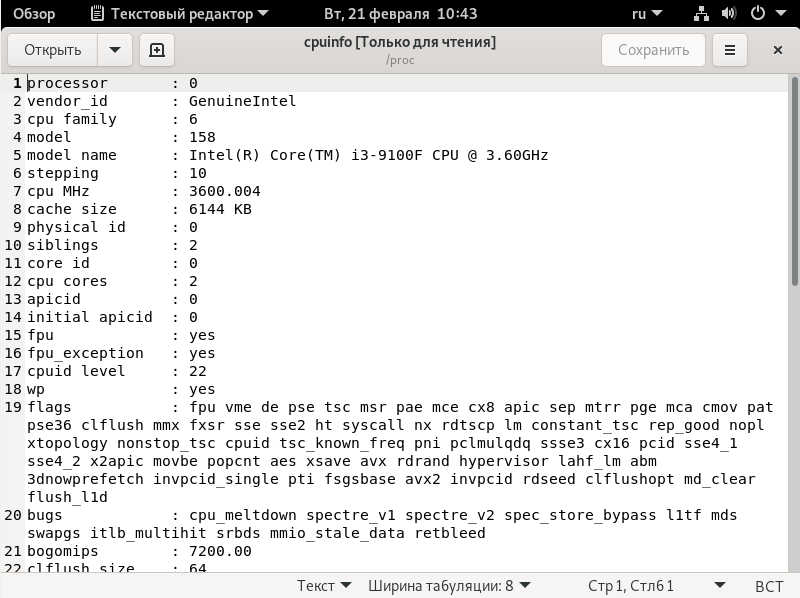 Обзор Текстовый редактор Вт, 21 февраля 10:43 ru
Открыть cpuinfo [Только для чтения] Сохранить
/proc
1 processor : 0
2 vendor_id : GenuineIntel
3 cpu family : 6
4 model : 158
5 model name : Intel(R) Core(TM) i3-9100F CPU @ 3.60GHz
6 stepping : 10
7 cpu MHz : 3600.004
8 cache size : 6144 KB
9 physical id : 0
10 siblings : 2
11 core id : 0
12 cpu cores : 2
13 apicid : 0
14 initial apicid : 0
15 fpu : yes
16 fpu_exception : yes
17 cpuid level : 22
18 wp : yes
19 flags : fpu vme de pse tsc msr pae mce cx8 apic sep mtrr pge mca cmov pat
pse36 clflush mmx fxsr sse sse2 ht syscall nx rdtscp lm constant_tsc rep_good nopl
xtopology nonstop_tsc cpuid tsc_known_freq pni pclmulqdq ssse3 cx16 pcid sse4_1
sse4_2 x2apic movbe popcnt aes xsave avx rdrand hypervisor lahf_lm abm
3dnowprefetch invpcid_single pti fsgsbase avx2 invpcid rdseed clflushopt md_clear
flush_l1d
20 bugs : cpu_meltdown spectre_v1 spectre_v2 spec_store_bypass l1tf mds
swapgs itlb_multihit srbds mmio_stale_data retbleed
21 bogomips : 7200.00
22 clflush size : 64
Текст Ширина табуляции: 8 Стр 1, Стлб 1 ВСТ